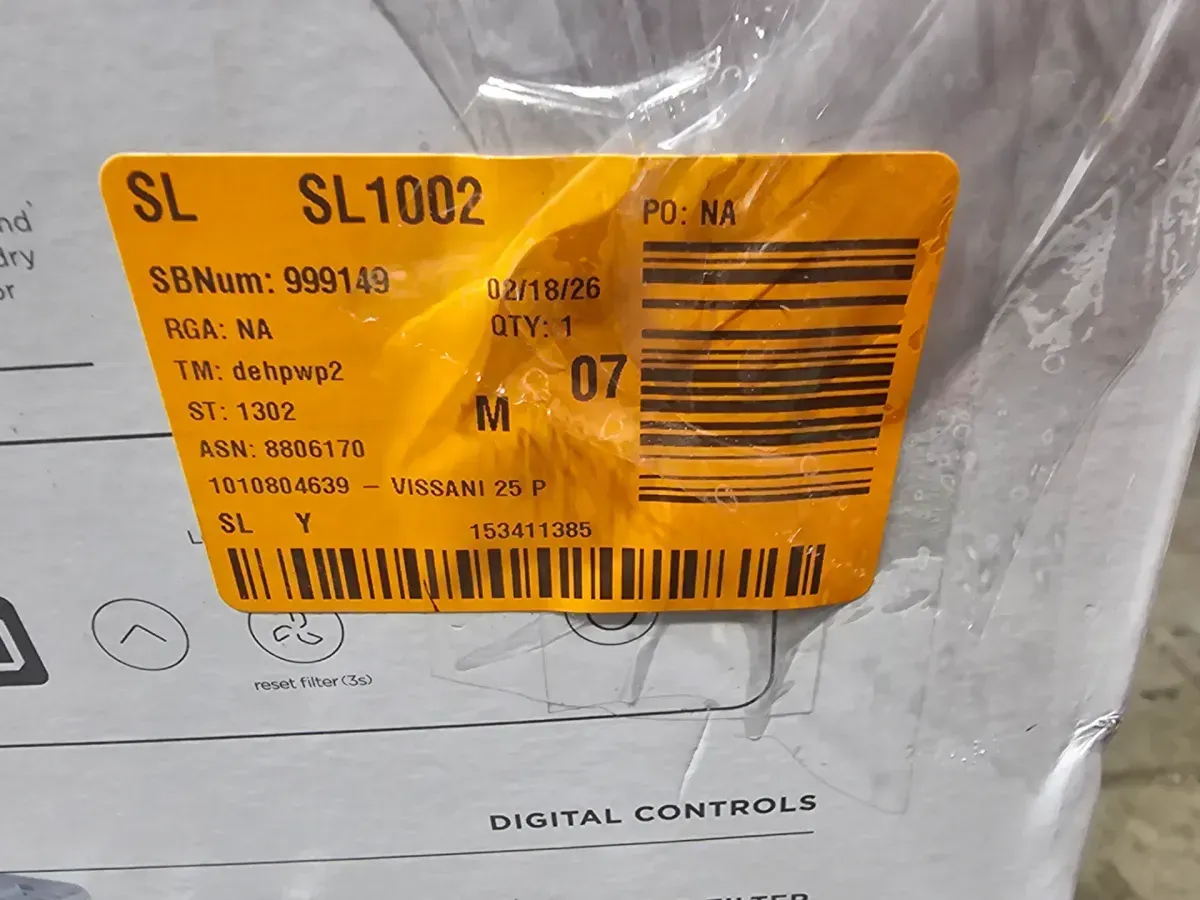 SL SL1002 PO: NA
SBNum: 999149 02/18/26
RGA: NA QTY: 1
TM: dehpwp2 07
ST: 1302 M
ASN: 8806170
1010804639 - VISSANI 25 P
SL Y 153411385
reset filter (3s)
DIGITAL CONTROLS